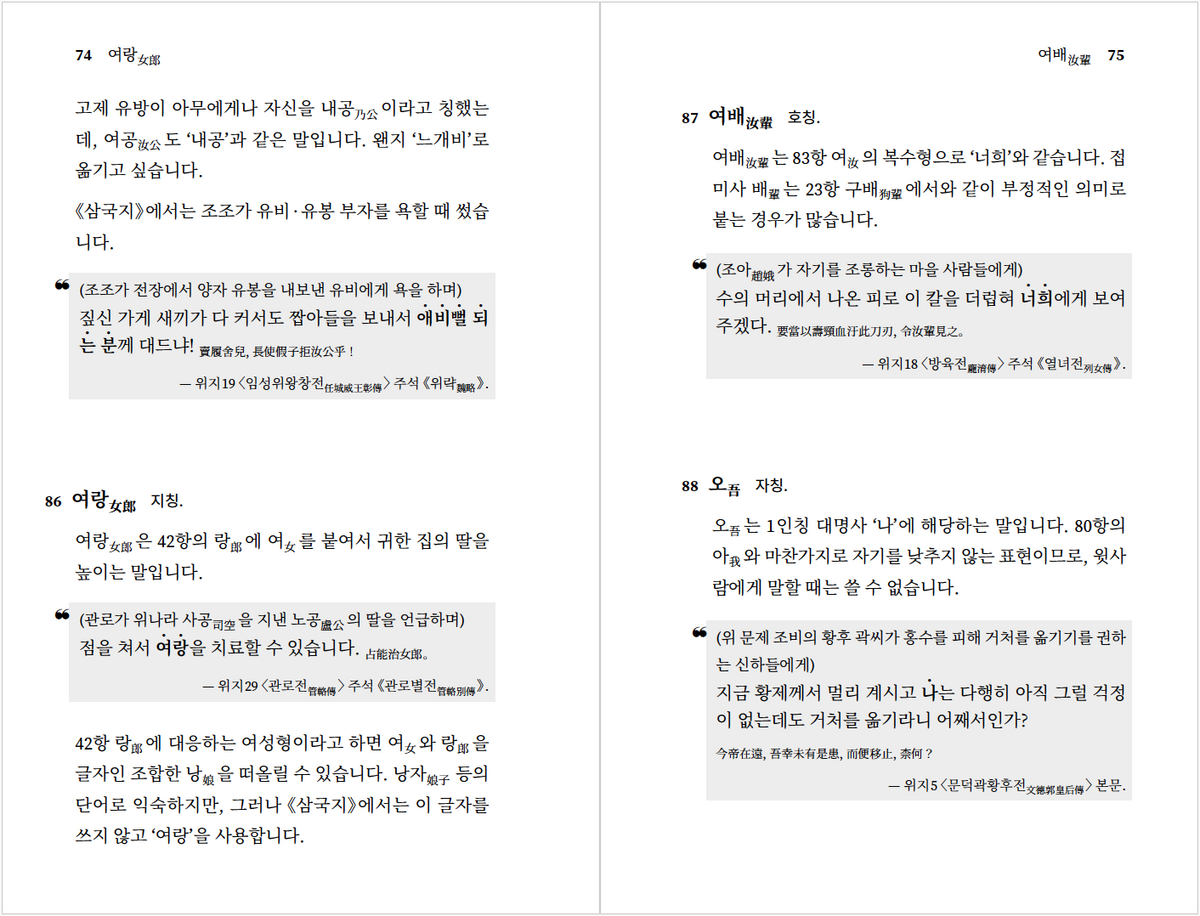 74 여랑女郎
고제 유방이 아무에게나 자신을 내공乃公이라고 칭했는
데, 여공汝公도 ‘내공’과 같은 말입니다. 왠지 ‘느개비’로
옮기고 싶습니다.
《삼국지》에서는 조조가 유비·유봉 부자를 욕할 때 썼습
니다.
❝ (조조가 전장에서 양자 유봉을 내보낸 유비에게 욕을 하며)
짚신 가게 새끼가 다 커서도 짭아들을 보내서 애비뻘 되
는 분께 대드냐! 賣履舍兒, 長使假子拒汝公乎！
— 위지19 〈임성위왕창전任城威王彰傳〉 주석 《위략魏略》.
86 여랑女郎 지칭.
여랑女郎은 42항의 랑郎에 여女를 붙여서 귀한 집의 딸을
높이는 말입니다.
❝ (관로가 위나라 사공司空을 지낸 노공盧公의 딸을 언급하며)
점을 쳐서 여랑을 치료할 수 있습니다. 占能治女郎。
— 위지29 〈관로전管輅傳〉 주석 《관로별전管輅別傳》.
42항 랑郎에 대응하는 여성형이라고 하면 여女와 랑郎을
글자인 조합한 낭娘을 떠올릴 수 있습니다. 낭자娘子 등의
단어로 익숙하지만, 그러나 《삼국지》에서는 이 글자를
쓰지 않고 ‘여랑’을 사용합니다.
여배汝輩 75
87 여배汝輩 호칭.
여배汝輩는 83항 여汝의 복수형으로 ‘너희’와 같습니다. 접
미사 배輩는 23항 구배狗輩에서와 같이 부정적인 의미로
붙는 경우가 많습니다.
❝ (조아趙娥가 자기를 조롱하는 마을 사람들에게)
수의 머리에서 나온 피로 이 칼을 더럽혀 너희에게 보여
주겠다. 要當以壽頸血汙此刀刃, 令汝輩見之。
— 위지18 〈방육전龐淯傳〉 주석 《열녀전列女傳》.
88 오吾 자칭.
오吾는 1인칭 대명사 ‘나’에 해당하는 말입니다. 80항의
아我와 마찬가지로 자기를 낮추지 않는 표현이므로, 윗사
람에게 말할 때는 쓸 수 없습니다.
❝ (위 문제 조비의 황후 곽씨가 홍수를 피해 거처를 옮기기를 권하
는 신하들에게)
지금 황제께서 멀리 계시고 나는 다행히 아직 그럴 걱정
이 없는데도 거처를 옮기라니 어째서인가?
今帝在遠, 吾幸未有是患, 而便移止, 柰何？
— 위지5 〈문덕곽황후전文德郭皇后傳〉 본문.